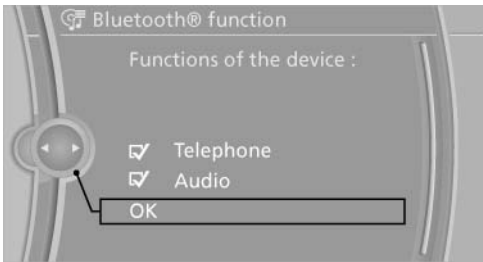 Bluetooth® function
Functions of the device :
Telephone
Audio
OK